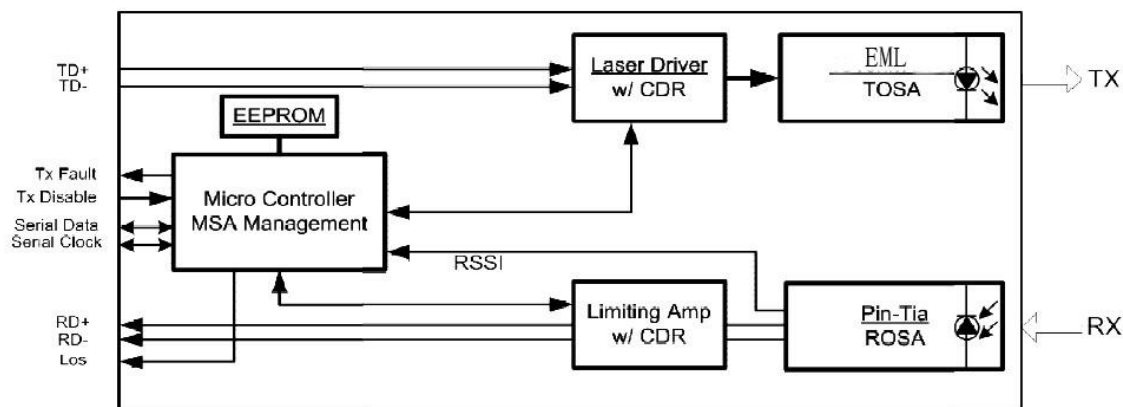 TD+
TD-
Laser Driver
w/ CDR
EML
TOSA
TX
EEPROM
Tx Fault
Tx Disable
Serial Data
Serial Clock
Micro Controller
MSA Management
RSSI
RD+
RD-
Los
Limiting Amp
w/ CDR
Pin-Tia
ROSA
RX